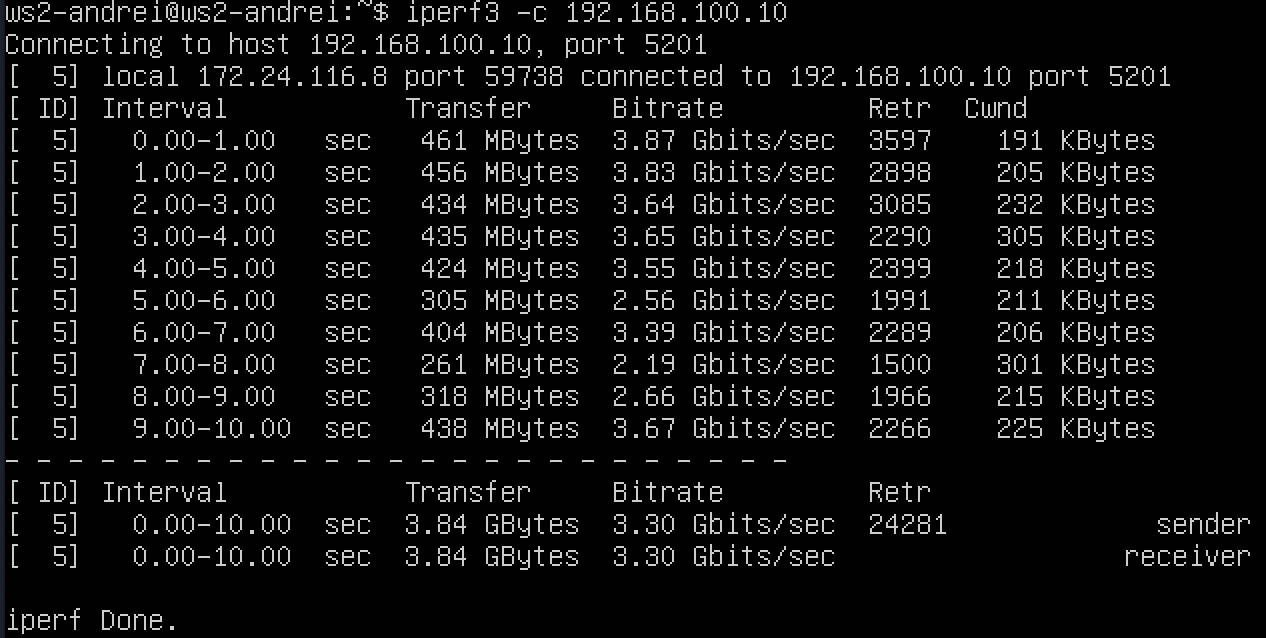 ws2-andrei@ws2-andrei:~$ iperf3 -c 192.168.100.10
Connecting to host 192.168.100.10, port 5201
[  5] local 172.24.116.8 port 59738 connected to 192.168.100.10 port 5201
[ ID] Interval           Transfer     Bitrate         Retr  Cwnd
[  5]   0.00-1.00   sec   461 MBytes  3.87 Gbits/sec  3597    191 KBytes
[  5]   1.00-2.00   sec   456 MBytes  3.83 Gbits/sec  2898    205 KBytes
[  5]   2.00-3.00   sec   434 MBytes  3.64 Gbits/sec  3085    232 KBytes
[  5]   3.00-4.00   sec   435 MBytes  3.65 Gbits/sec  2290    305 KBytes
[  5]   4.00-5.00   sec   424 MBytes  3.55 Gbits/sec  2399    218 KBytes
[  5]   5.00-6.00   sec   305 MBytes  2.56 Gbits/sec  1991    211 KBytes
[  5]   6.00-7.00   sec   404 MBytes  3.39 Gbits/sec  2289    206 KBytes
[  5]   7.00-8.00   sec   261 MBytes  2.19 Gbits/sec  1500    301 KBytes
[  5]   8.00-9.00   sec   318 MBytes  2.66 Gbits/sec  1966    215 KBytes
[  5]   9.00-10.00  sec   438 MBytes  3.67 Gbits/sec  2266    225 KBytes
- - - - - - - - - - - - - - - - - - - - - - - - -
[ ID] Interval           Transfer     Bitrate         Retr
[  5]   0.00-10.00  sec  3.84 GBytes  3.30 Gbits/sec  24281             sender
[  5]   0.00-10.00  sec  3.84 GBytes  3.30 Gbits/sec                  receiver
iperf Done.